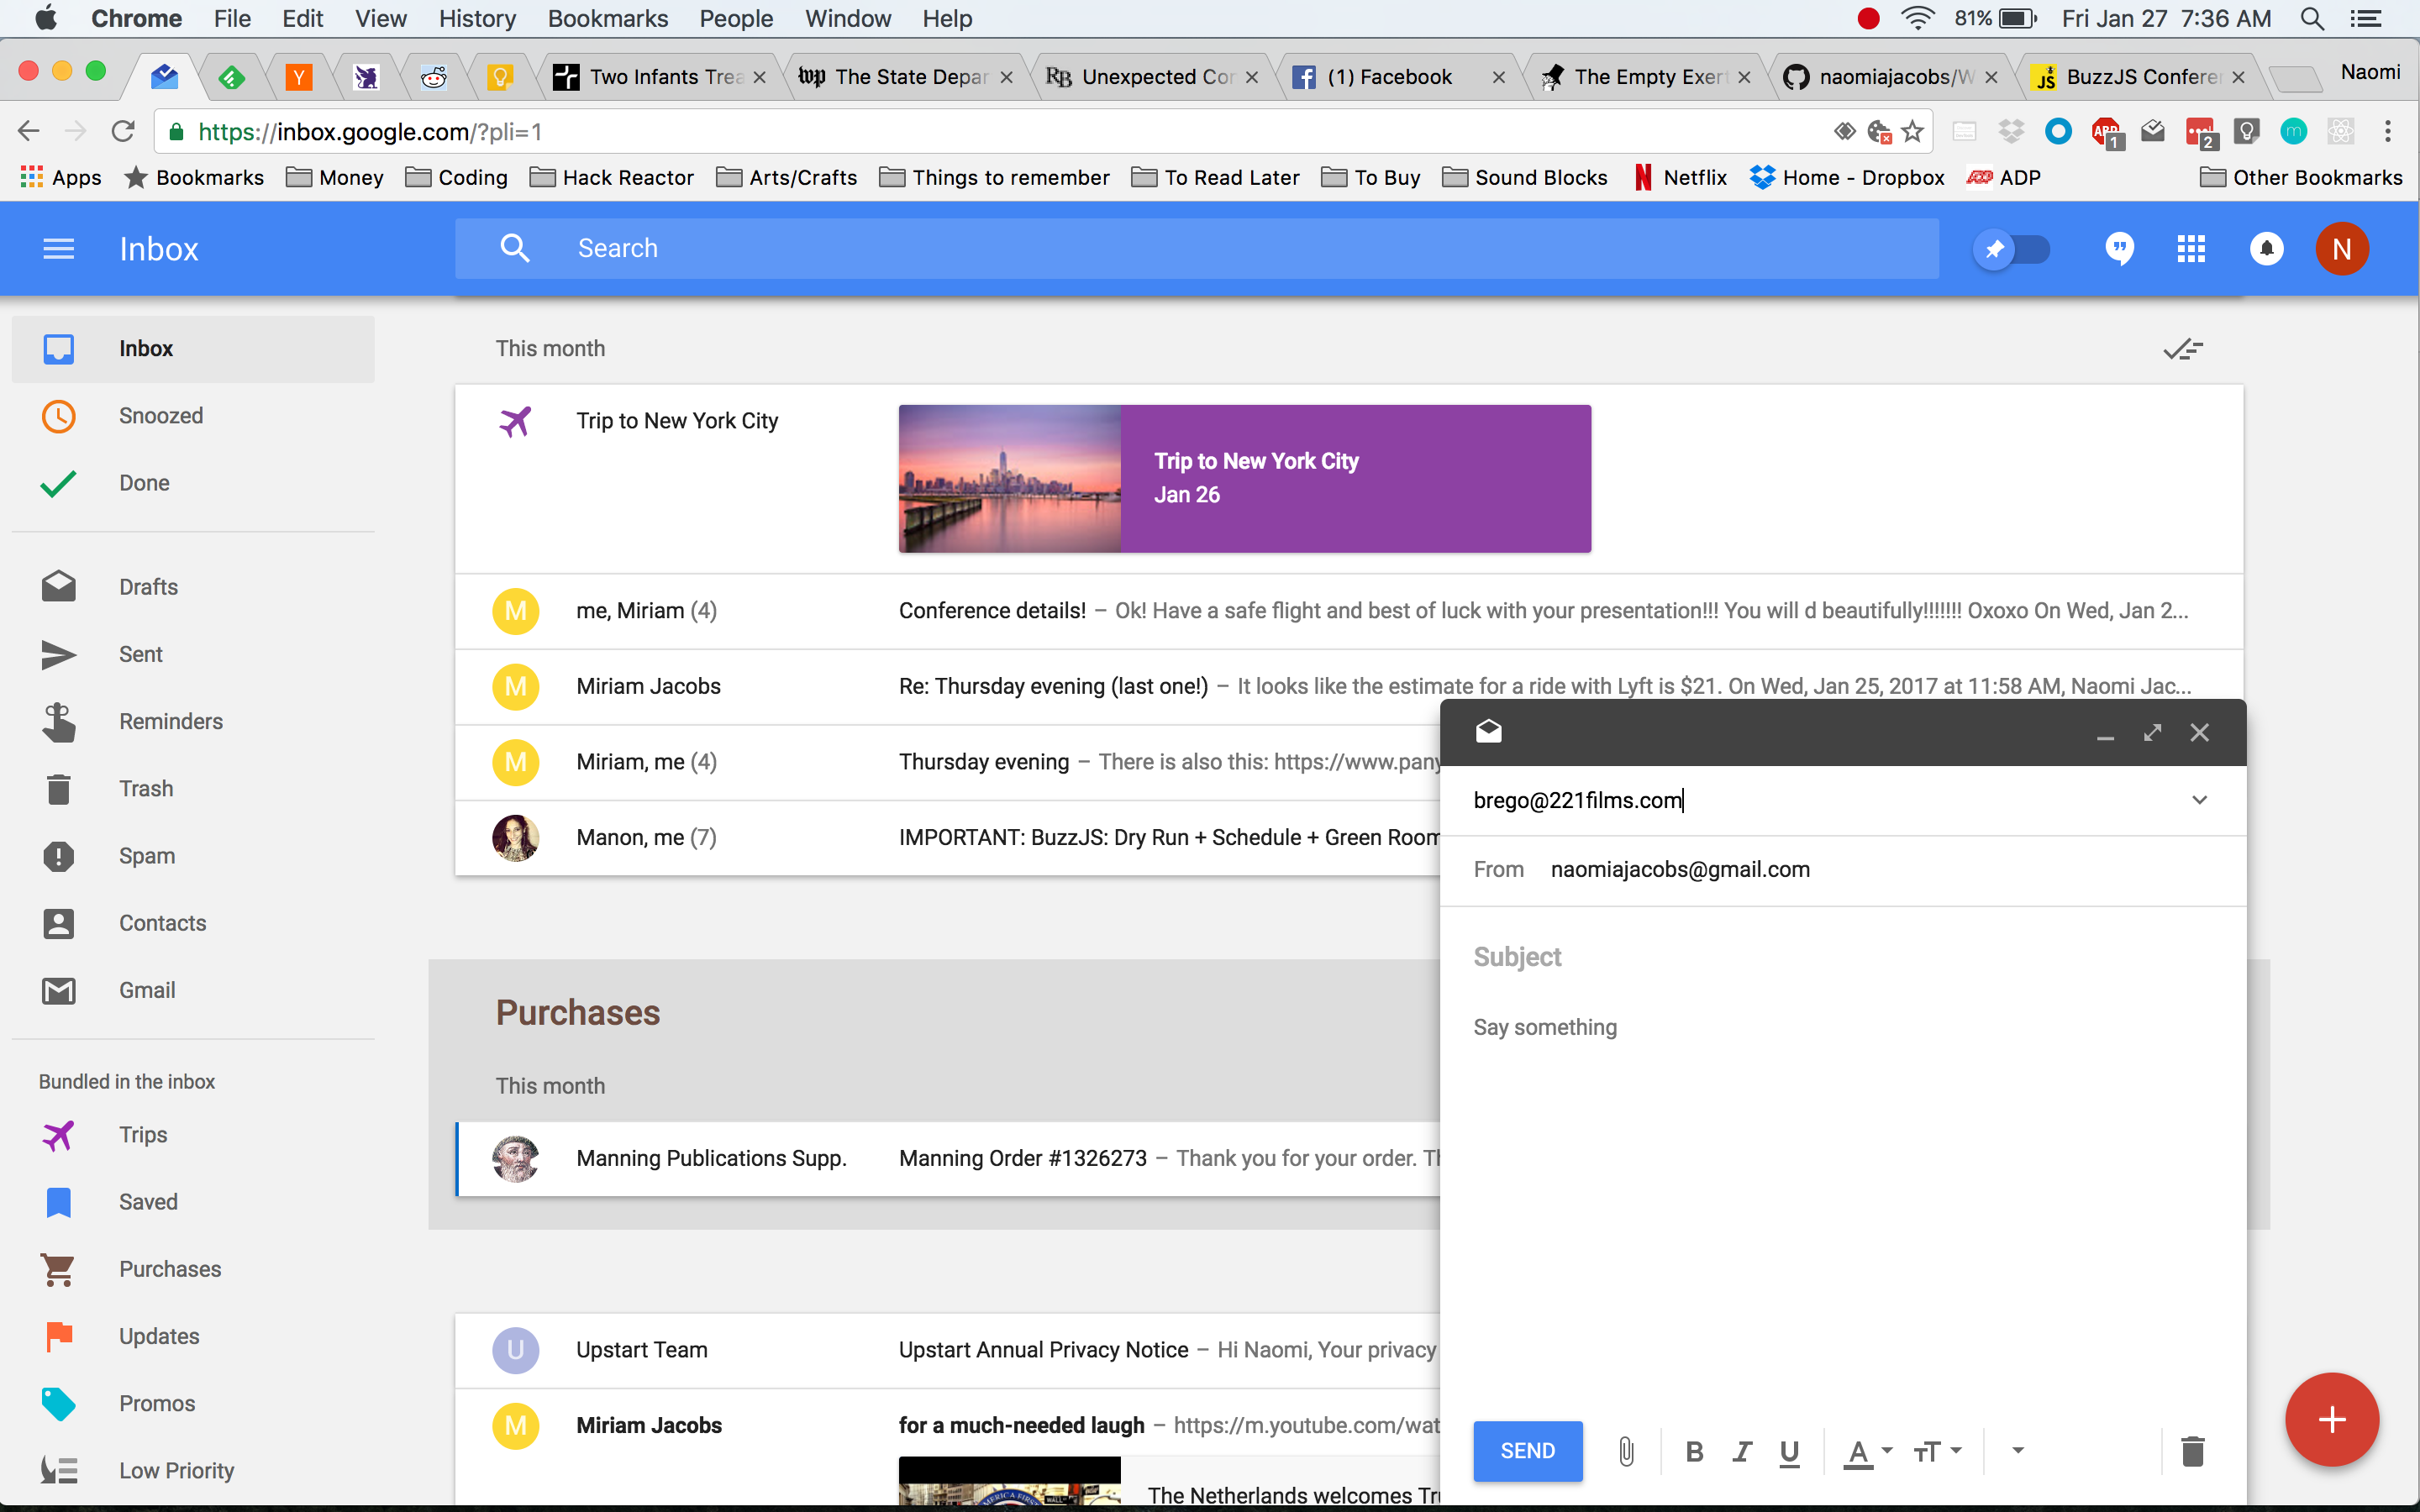 Chrome File Edit View History Bookmarks People Window Help 81% Fri Jan 27 7:36 AM
Two Infants Trea The State Depar Unexpected Cor (1) Facebook The Empty Exert naomiajacobs/W BuzzJS Conferer Naomi
https://inbox.google.com/?pli=1
Apps Bookmarks Money Coding Hack Reactor Arts/Crafts Things to remember To Read Later To Buy Sound Blocks Netflix Home - Dropbox ADP Other Bookmarks
Inbox Search N
Inbox
Snoozed
Done
Drafts
Sent
Reminders
Trash
Spam
Contacts
Gmail
Bundled in the inbox
Trips
Saved
Purchases
Updates
Promos
Low Priority
This month
Trip to New York City
Trip to New York City
Jan 26
M me, Miriam (4) Conference details! – Ok! Have a safe flight and best of luck with your presentation!!! You will d beautifully!!!!!!! Oxoxo On Wed, Jan 2...
M Miriam Jacobs Re: Thursday evening (last one!) – It looks like the estimate for a ride with Lyft is $21. On Wed, Jan 25, 2017 at 11:58 AM, Naomi Jac...
M Miriam, me (4) Thursday evening – There is also this: https://www.pany
Manon, me (7) IMPORTANT: BuzzJS: Dry Run + Schedule + Green Room
Purchases
This month
Manning Publications Supp. Manning Order #1326273 – Thank you for your order. Th
U Upstart Team Upstart Annual Privacy Notice – Hi Naomi, Your privacy
M Miriam Jacobs for a much-needed laugh – https://m.youtube.com/wat
The Netherlands welcomes Tru
brego@221films.com
From naomiajacobs@gmail.com
Subject
Say something
SEND B I U A TT